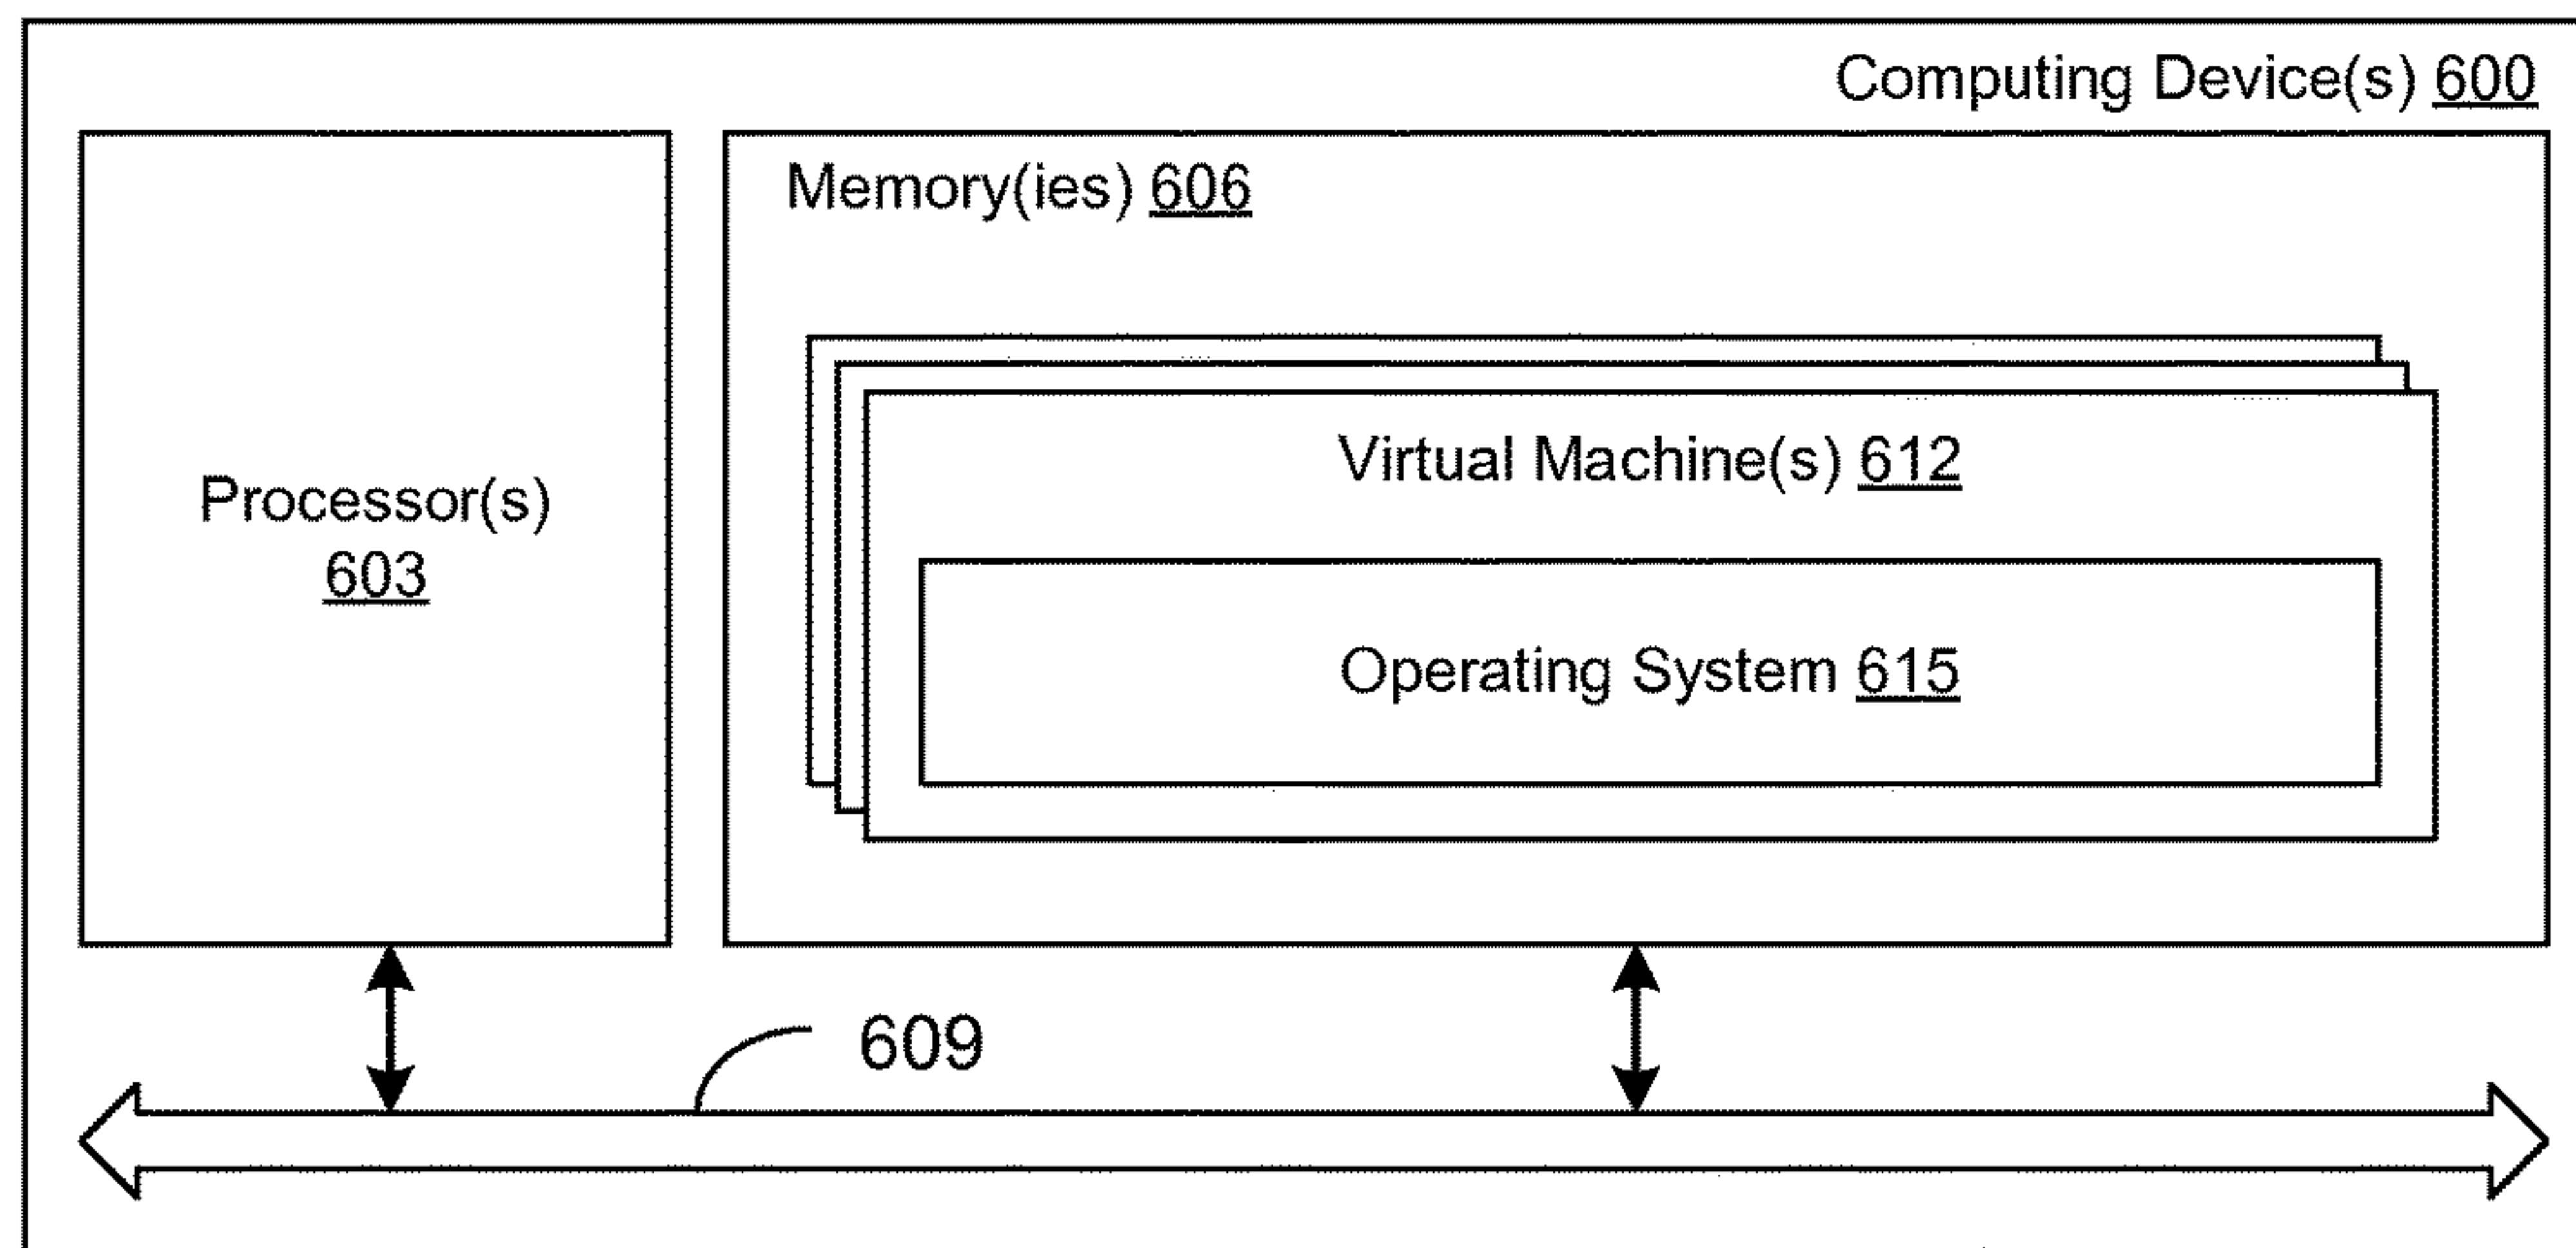 Computing Device(s) 600
Memory(ies) 606
Processor(s)
603
Virtual Machine(s) 612
Operating System 615
609